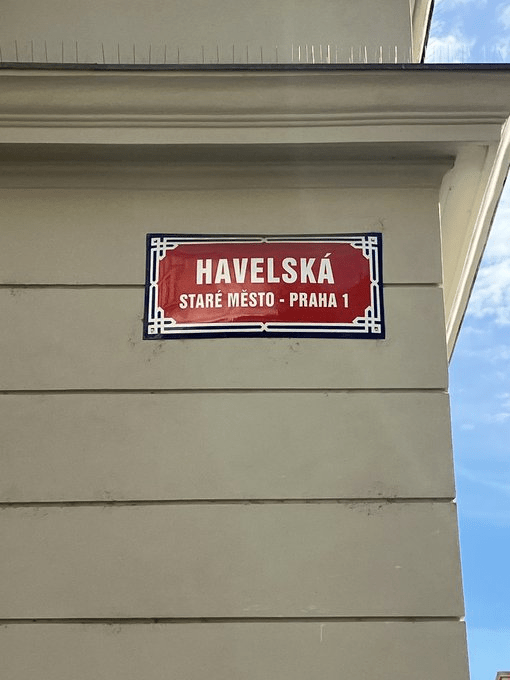 HAVELSKÁ
STARÉ MĚSTO - PRAHA 1